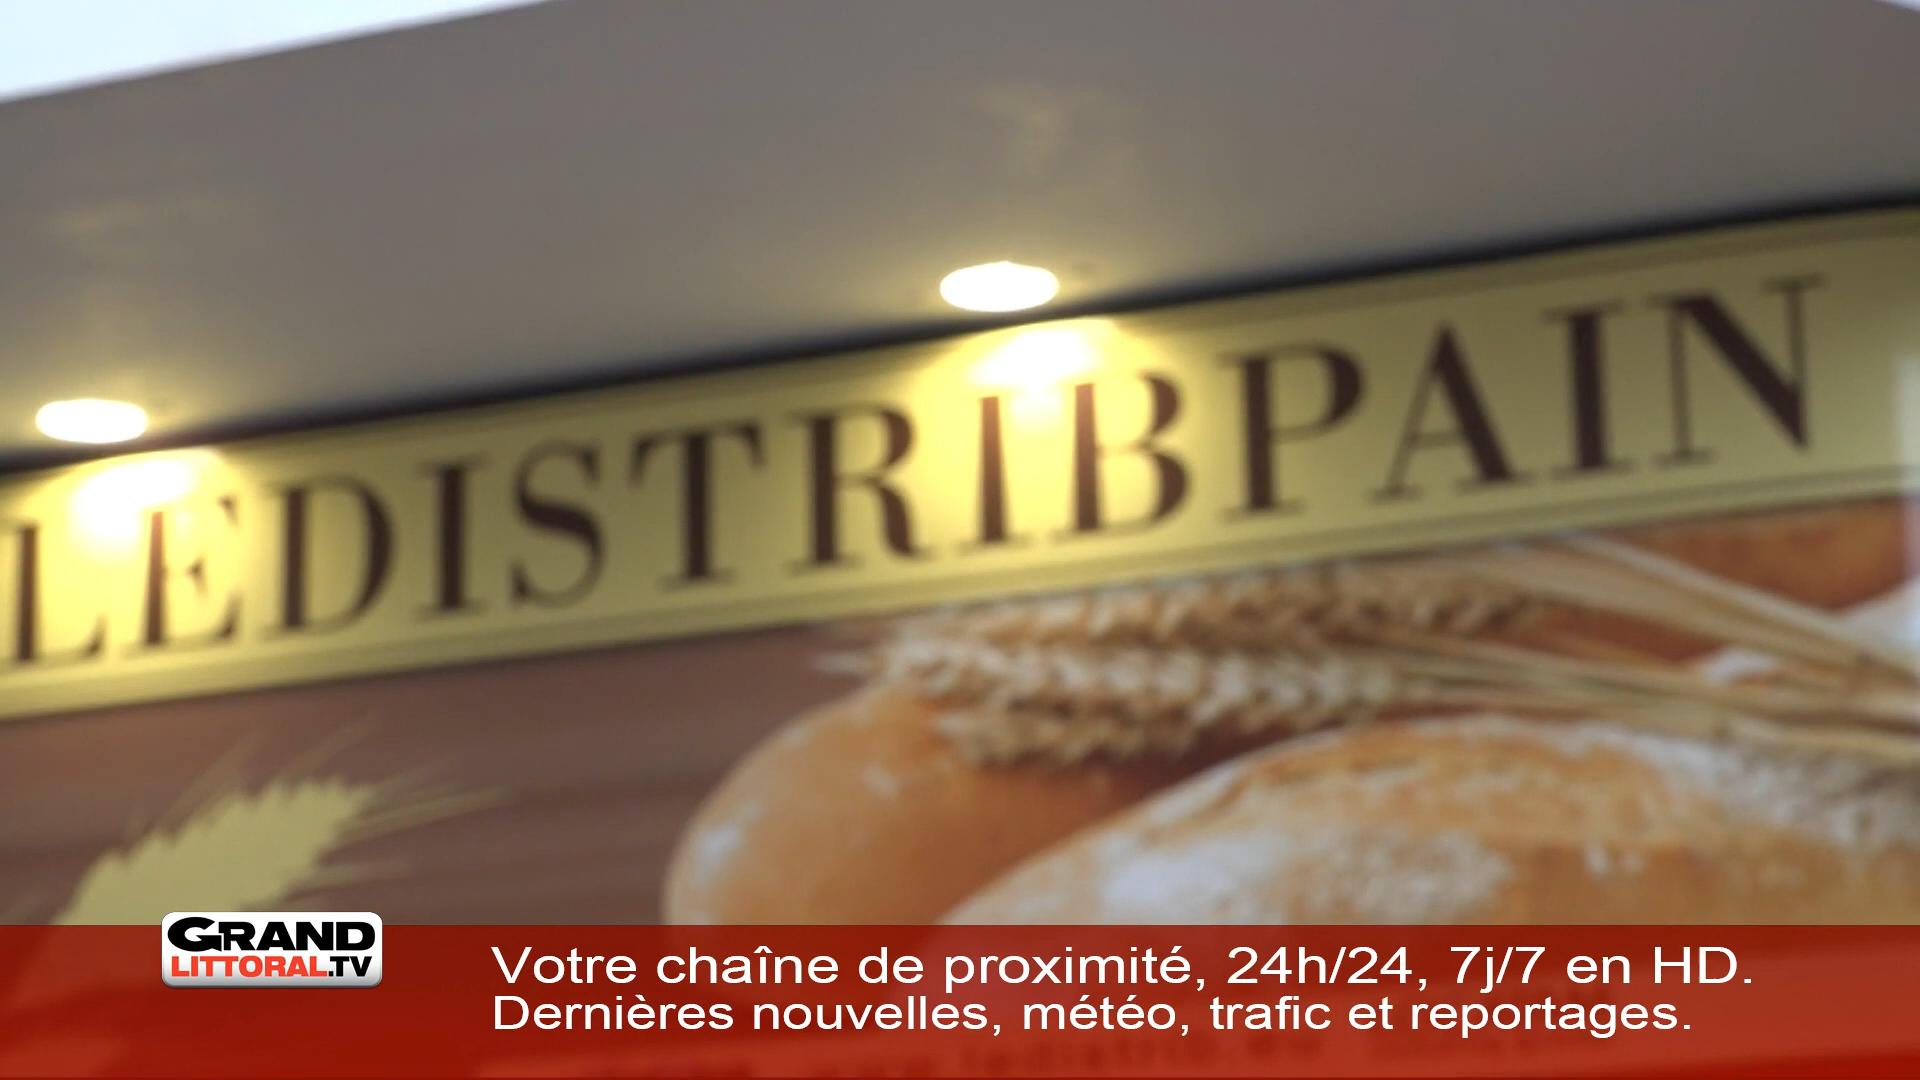 LEDISTRIBPAIN
GRAND
LITTORAL.TV
Votre chaîne de proximité, 24h/24, 7j/7 en HD.
Dernières nouvelles, météo, trafic et reportages.